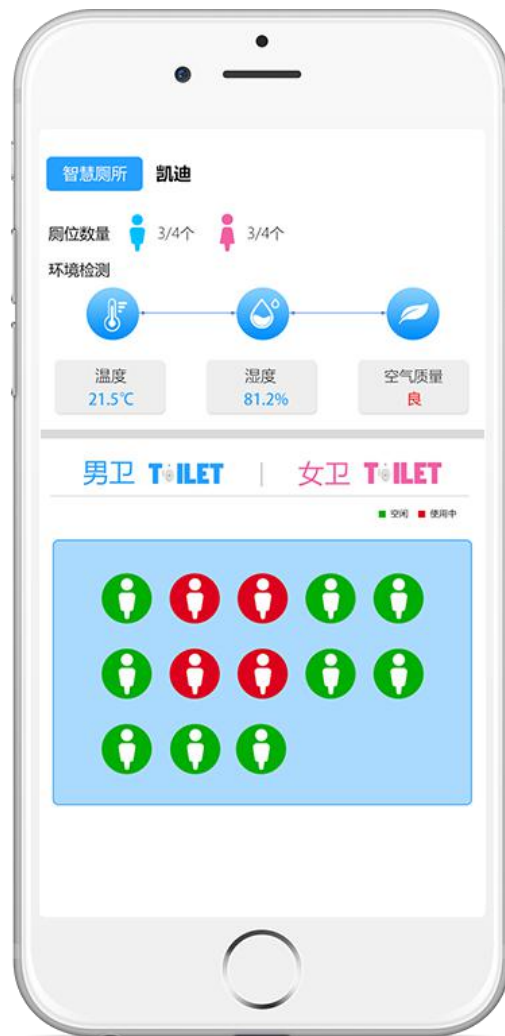 智慧厕所 凯迪
厕位数量 3/4个 3/4个
环境检测
温度 湿度 空气质量
21.5℃ 81.2% 良
男卫 TOILET | 女卫 TOILET
空闲 使用中